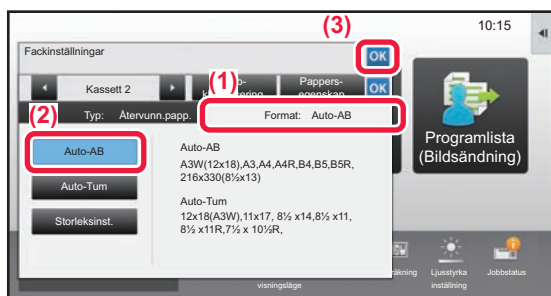 10:15
(3)
Fackinställningar
OK
Kassett 2
(1)
Pappers-
egenskap
OK
(2)
Typ: Återvunn.papp.
Format: Auto-AB
Auto-AB
Auto-Tum
Storleksinst.
Auto-AB
A3W(12x18),A3,A4,A4R,B4,B5,B5R,
216x330(8½x13)
Auto-Tum
12x18(A3W),11x17, 8½ x14,8½ x11,
8½ x11R,7½ x 10½R,
Programlista
(Bildsändning)
visningsläge
Ljusstyrka
inställning
Jobbstatus